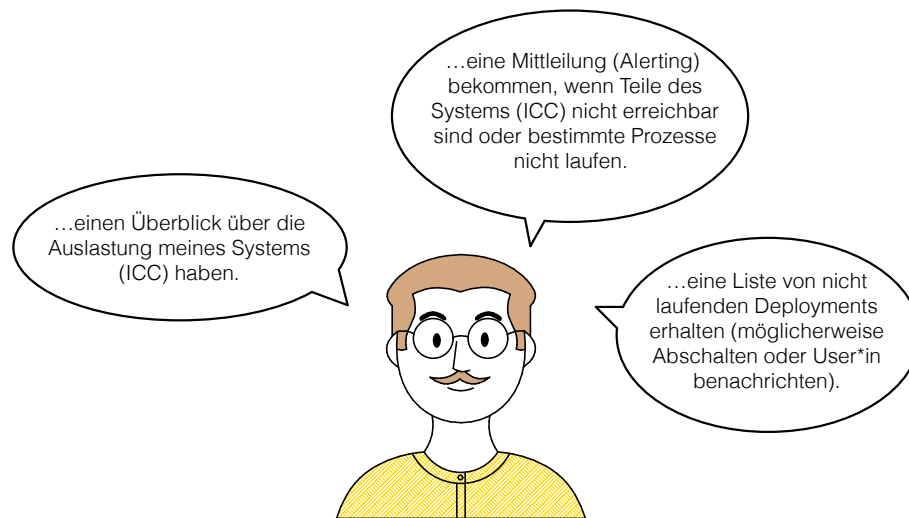 …eine Mittleilung (Alerting)
bekommen, wenn Teile des
Systems (ICC) nicht erreichbar
sind oder bestimmte Prozesse
nicht laufen.
…einen Überblick über die
Auslastung meines Systems
(ICC) haben.
…eine Liste von nicht
laufenden Deployments
erhalten (möglicherweise
Abschalten oder User*in
benachrichten).